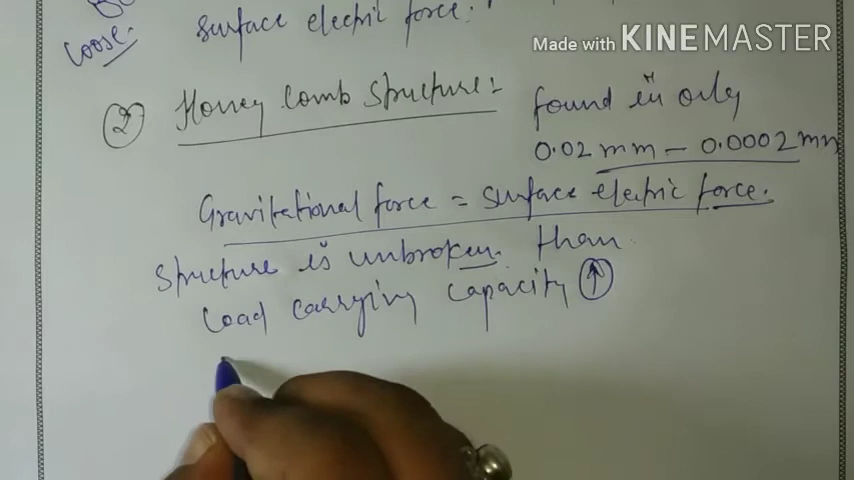 surface electric force.
Loose.
Made with KINEMASTER
② Honey comb structure:
found in only
0.02 mm - 0.0002 mm
Gravitational force = surface electric force.
structure is unbroken than
load carrying capacity ↑